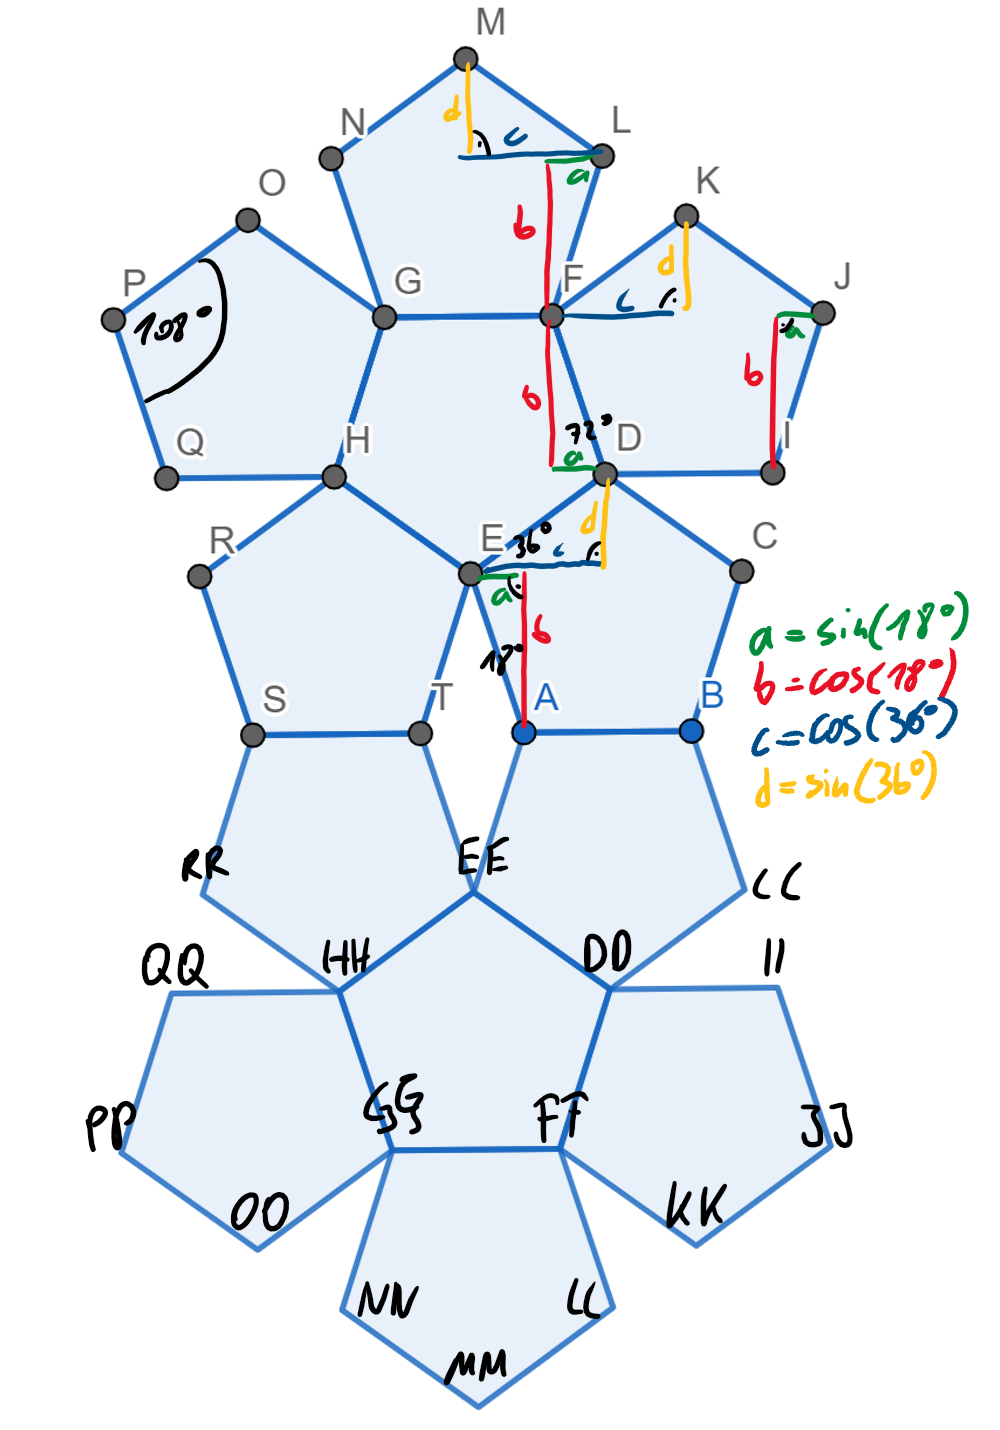 M
d
c
N
L
a
O
K
b
P
G
F
d
J
108°
c
a
b
b
Q
H
72°
D
I
a
R
E
36°
c
d
C
a
b
a = sin(18°)
18°
b = cos(18°)
S
T
A
B
c = cos(36°)
d = sin(36°)
RR
EE
CC
QQ
HH
DD
II
PP
GG
FF
JJ
OO
KK
NN
LL
MM